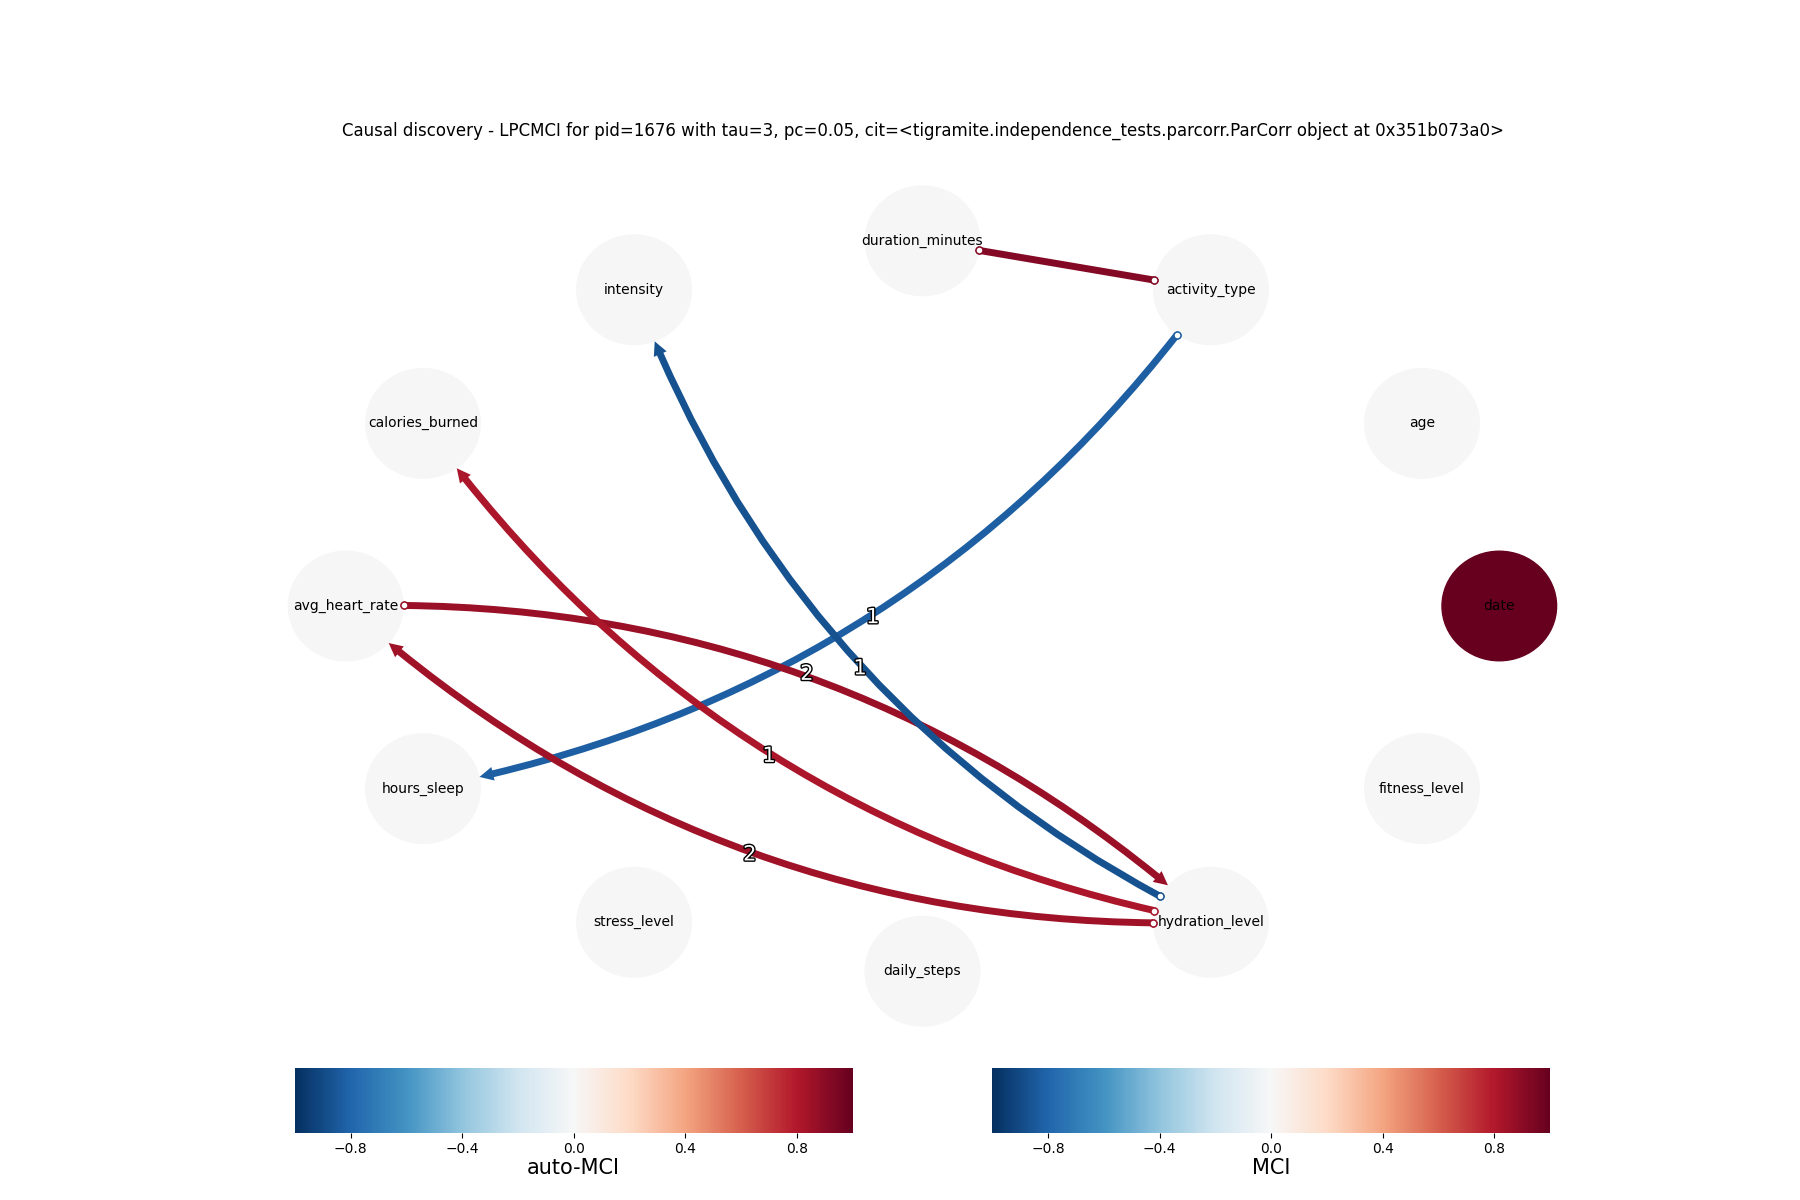 Causal discovery - LPCMCI for pid=1676 with tau=3, pc=0.05, cit=<tigramite.independence_tests.parcorr.ParCorr object at 0x351b073a0>
duration_minutes
intensity
activity_type
calories_burned
age
avg_heart_rate
date
1
2
1
1
hours_sleep
fitness_level
2
stress_level
hydration_level
daily_steps
−0.8 −0.4 0.0 0.4 0.8
auto-MCI
−0.8 −0.4 0.0 0.4 0.8
MCI